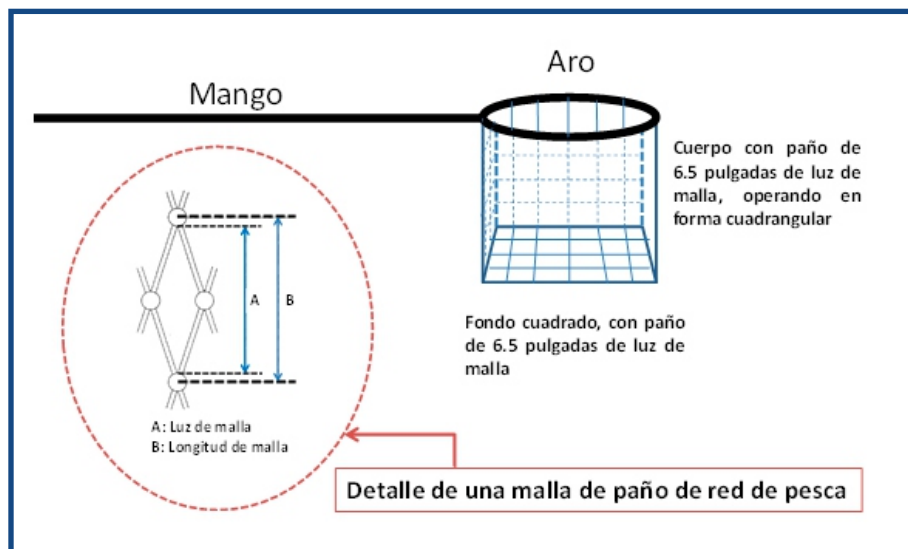 Aro
Mango
Cuerpo con paño de
6.5 pulgadas de luz de
malla, operando en
forma cuadrangular
A
B
Fondo cuadrado, con paño
de 6.5 pulgadas de luz de
malla
A: Luz de malla
B: Longitud de malla
Detalle de una malla de paño de red de pesca